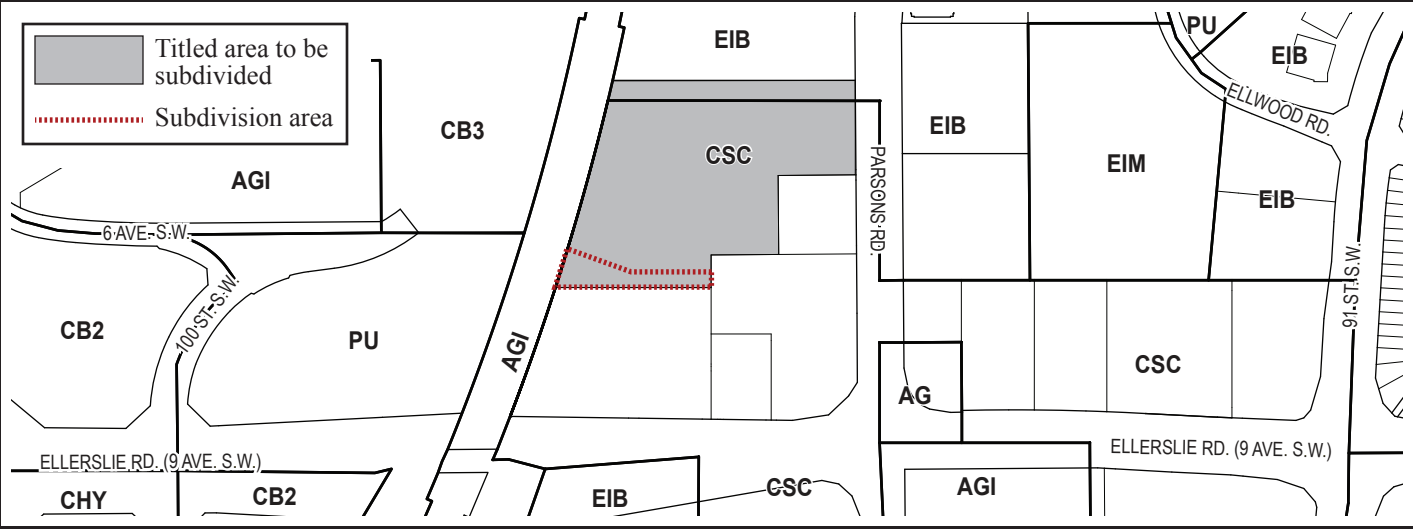 Titled area to be
subdivided
Subdivision area
EIB
PU
EIB
CB3
EIB
ELLWOOD RD.
CSC
PARSONS RD.
EIM
AGI
EIB
6 AVE. S.W.
100 ST. S.W.
91 ST. S.W.
CB2
PU
AGI
CSC
AG
ELLERSLIE RD. (9 AVE. S.W.)
ELLERSLIE RD. (9 AVE. S.W.)
CHY
CB2
EIB
CSC
AGI